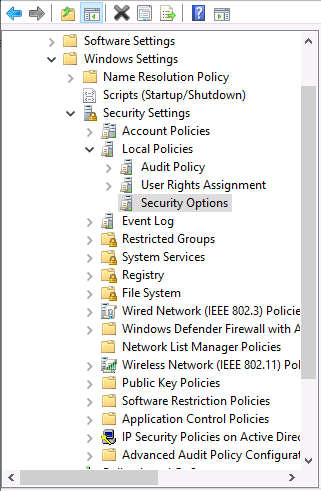 Software Settings
Windows Settings
Name Resolution Policy
Scripts (Startup/Shutdown)
Security Settings
Account Policies
Local Policies
Audit Policy
User Rights Assignment
Security Options
Event Log
Restricted Groups
System Services
Registry
File System
Wired Network (IEEE 802.3) Policie
Windows Defender Firewall with A
Network List Manager Policies
Wireless Network (IEEE 802.11) Pol
Public Key Policies
Software Restriction Policies
Application Control Policies
IP Security Policies on Active Direc
Advanced Audit Policy Configurat